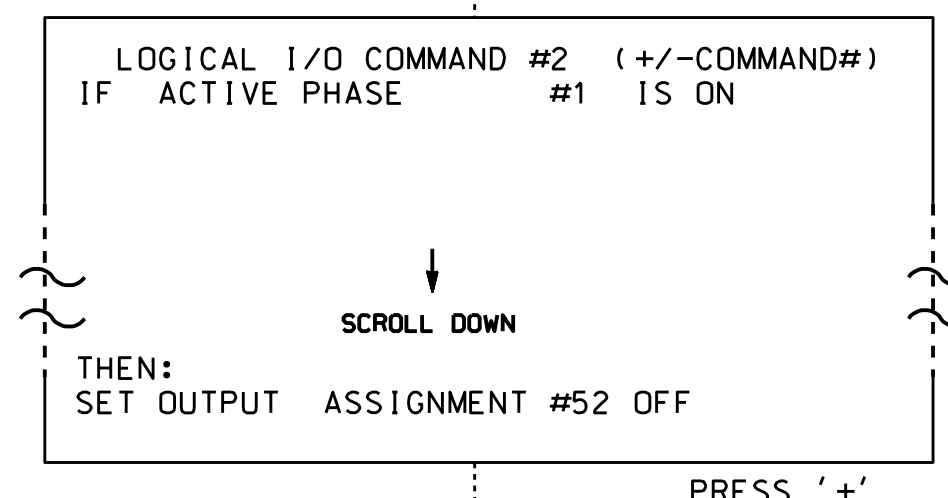 LOGICAL I/O COMMAND #2 (+/-COMMAND#)
IF ACTIVE PHASE #1 IS ON
SCROLL DOWN
THEN:
SET OUTPUT ASSIGNMENT #52 OFF
PRESS '+'